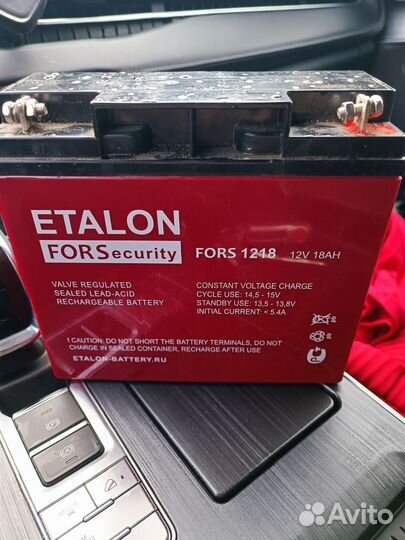 ETALON
FORSecurity
FORS 1218 12V 18AH
VALVE REGULATED
SEALED LEAD-ACID
RECHARGEABLE BATTERY
CONSTANT VOLTAGE CHARGE
CYCLE USE: 14,5 - 15V
STANDBY USE: 13,5 - 13,8V
INITIAL CURRENT: < 5.4A
! CAUTION: DO NOT SHORT THE BATTERY TERMINALS, DO NOT
CHARGE IN SEALED CONTAINER, RECHARGE AFTER USE
ETALON-BATTERY.RU
Avito